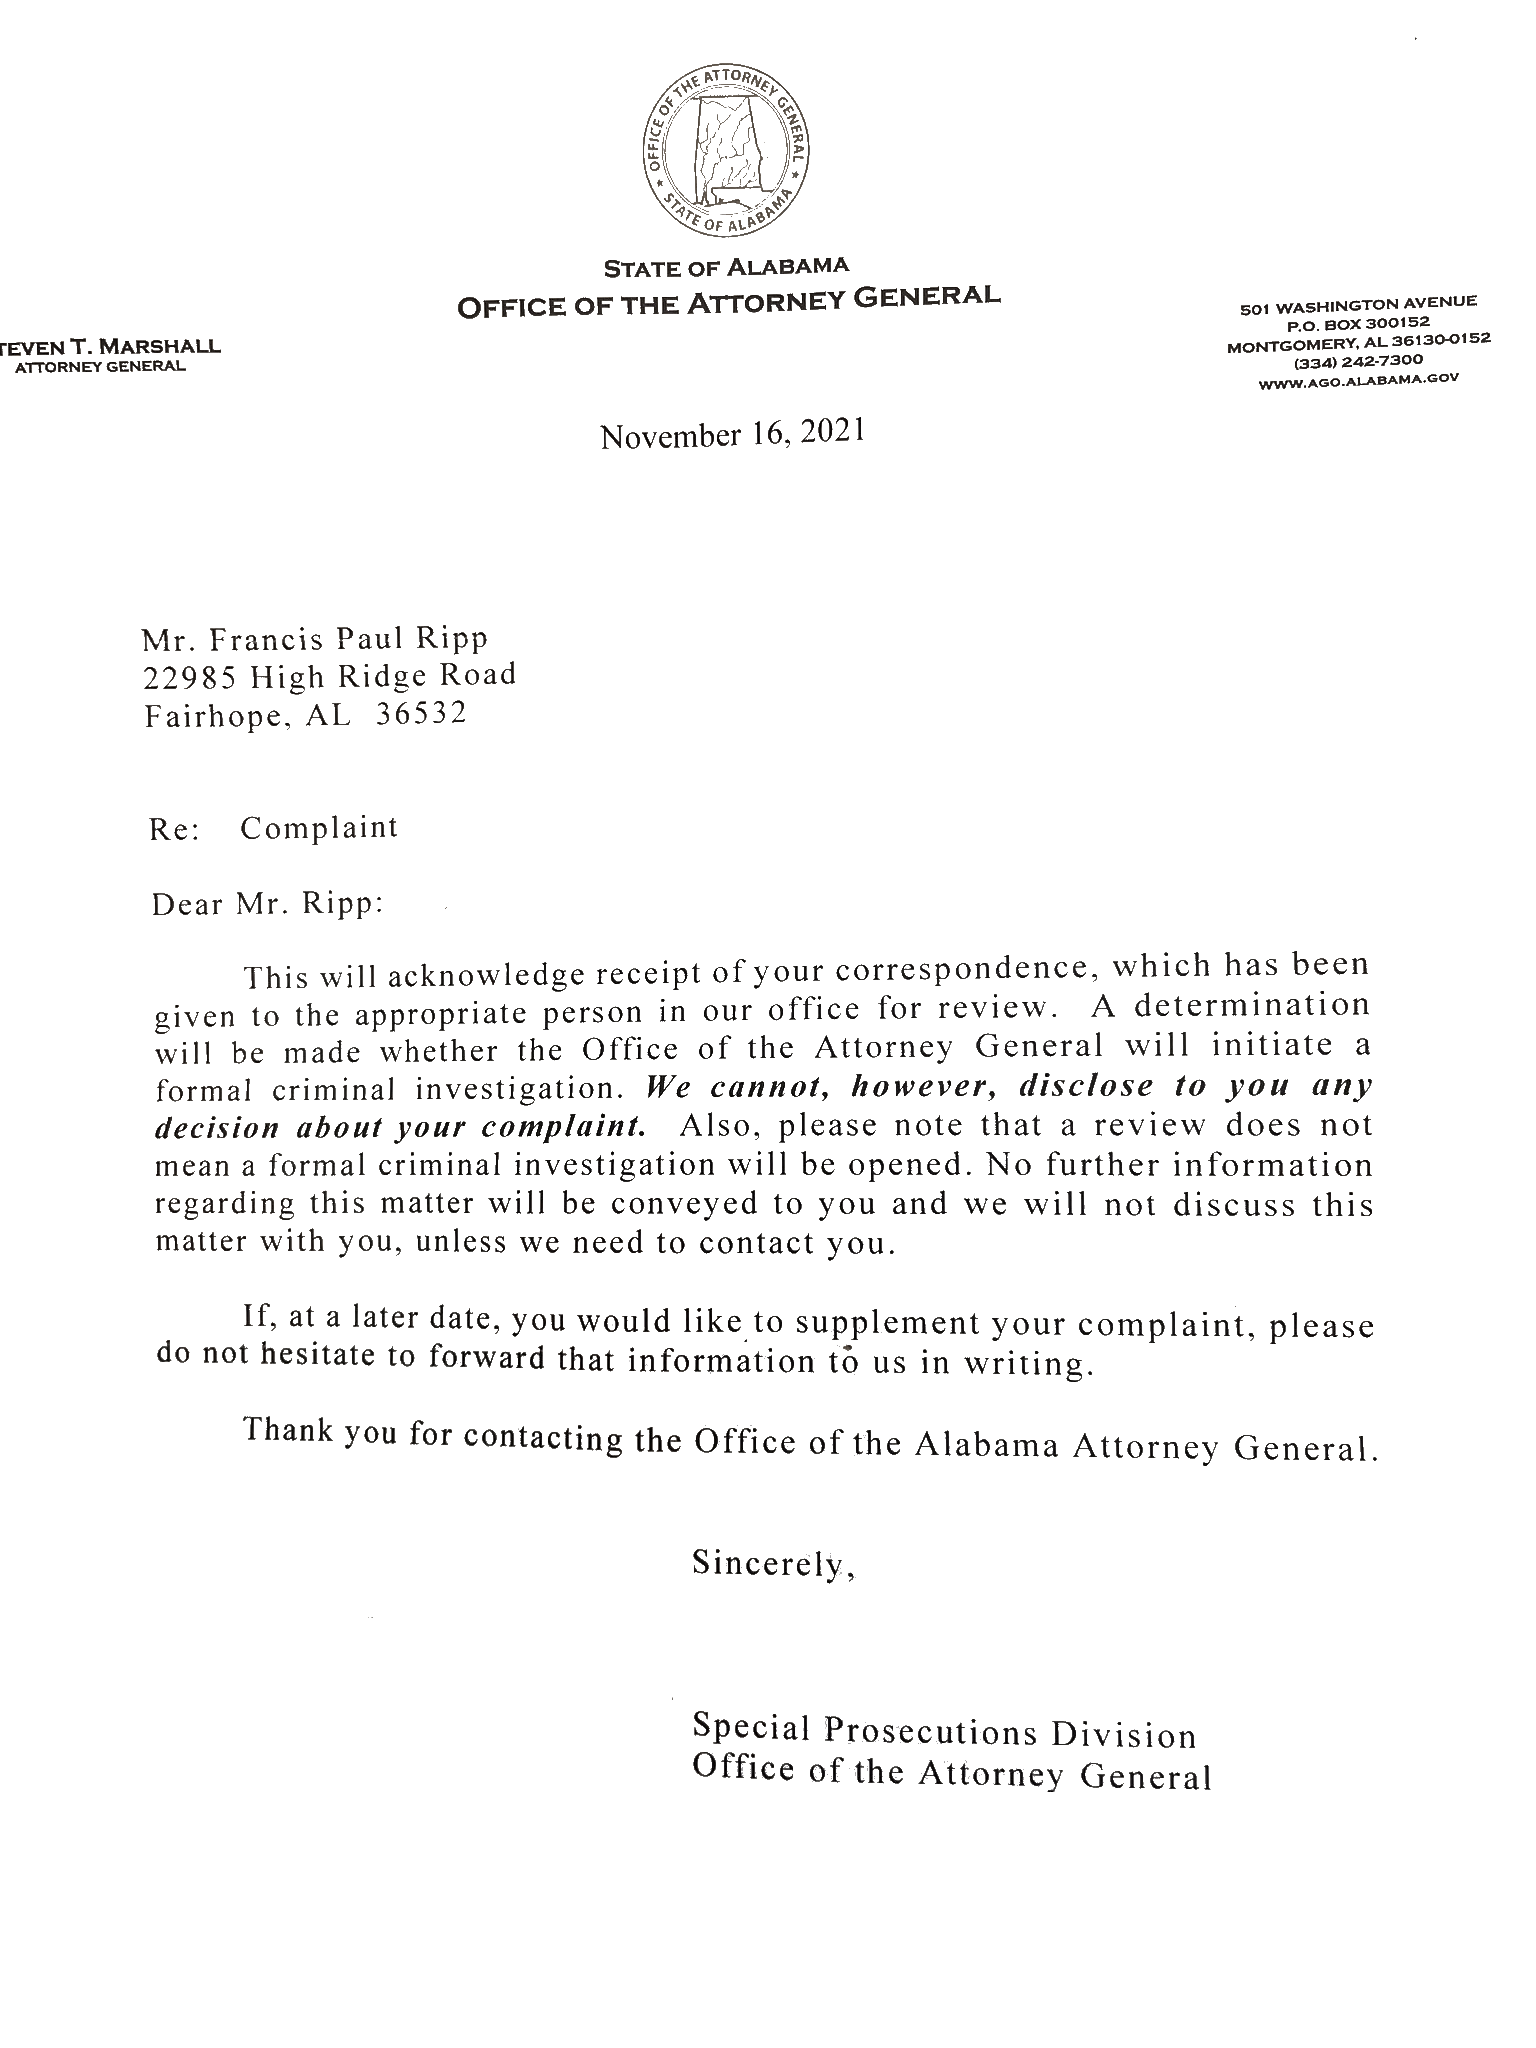 OFFICE OF THE ATTORNEY GENERAL
★ STATE OF ALABAMA ★
STATE OF ALABAMA
OFFICE OF THE ATTORNEY GENERAL
TEVEN T. MARSHALL
ATTORNEY GENERAL
501 WASHINGTON AVENUE
P.O. BOX 300152
MONTGOMERY, AL 36130-0152
(334) 242-7300
WWW.AGO.ALABAMA.GOV
November 16, 2021
Mr. Francis Paul Ripp
22985 High Ridge Road
Fairhope, AL 36532
Re: Complaint
Dear Mr. Ripp:
This will acknowledge receipt of your correspondence, which has been
given to the appropriate person in our office for review. A determination
will be made whether the Office of the Attorney General will initiate a
formal criminal investigation. We cannot, however, disclose to you any
decision about your complaint. Also, please note that a review does not
mean a formal criminal investigation will be opened. No further information
regarding this matter will be conveyed to you and we will not discuss this
matter with you, unless we need to contact you.
If, at a later date, you would like to supplement your complaint, please
do not hesitate to forward that information to us in writing.
Thank you for contacting the Office of the Alabama Attorney General.
Sincerely,
Special Prosecutions Division
Office of the Attorney General